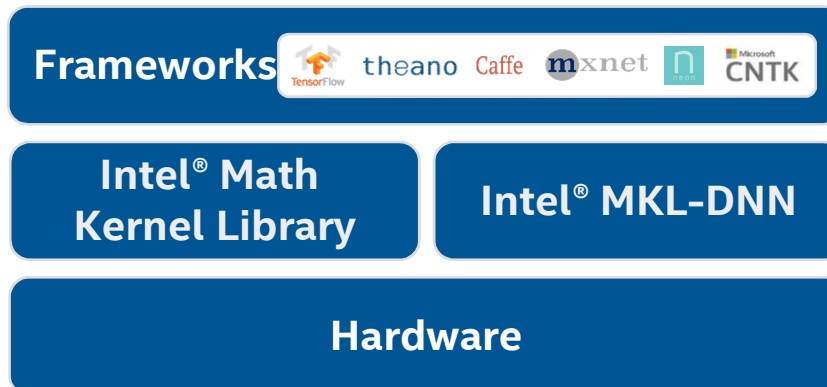 Frameworks
TensorFlow
theano
Caffe
mxnet
n
neon
Microsoft
CNTK
Intel® Math
Kernel Library
Intel® MKL-DNN
Hardware